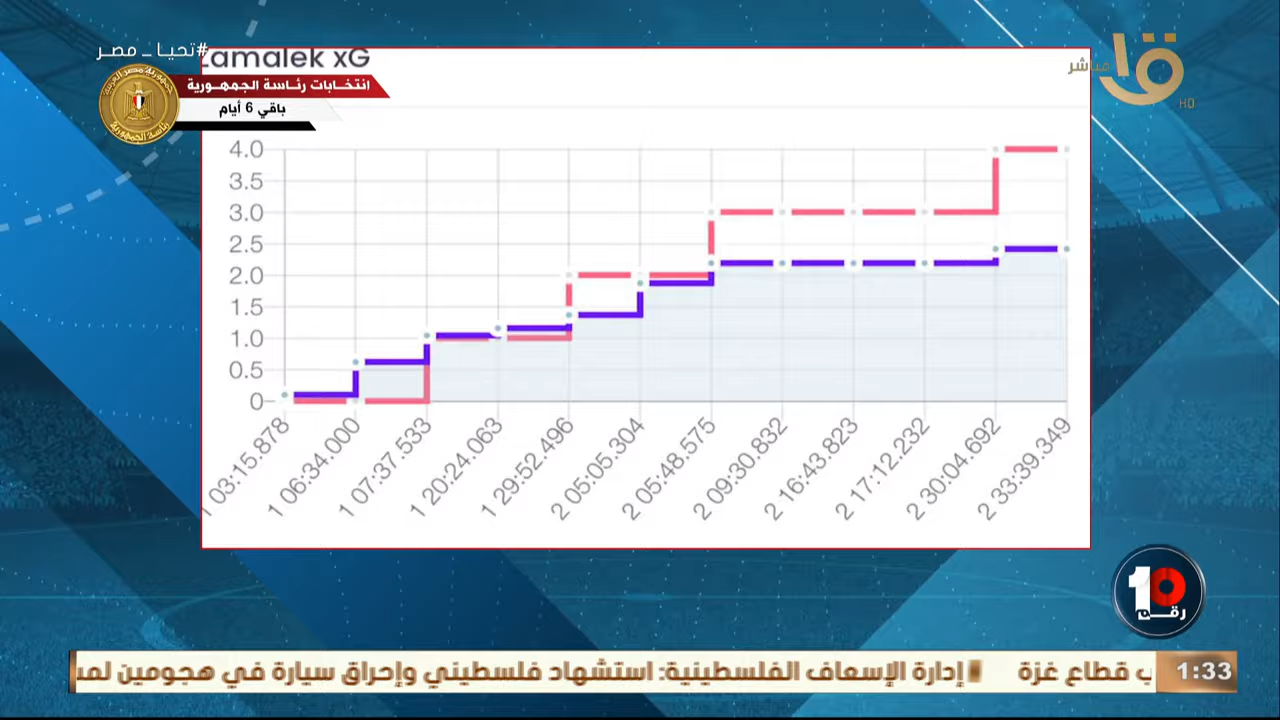 #تحيا _ مصر
Zamalek xG
انتخابات رئاسة الجمهورية
باقي 6 أيام
مباشر
HD
4.0
3.5
3.0
2.5
2.0
1.5
1.0
0.5
0
1 03:15.878
1 06:34.000
1 07:37.533
1 20:24.063
1 29:52.496
2 05:05.304
2 05:48.575
2 09:30.832
2 16:43.823
2 17:12.232
2 30:04.692
2 33:39.349
رقم 10
قطاع غزة ■ إدارة الإسعاف الفلسطينية: استشهاد فلسطيني وإحراق سيارة في هجومين
1:33